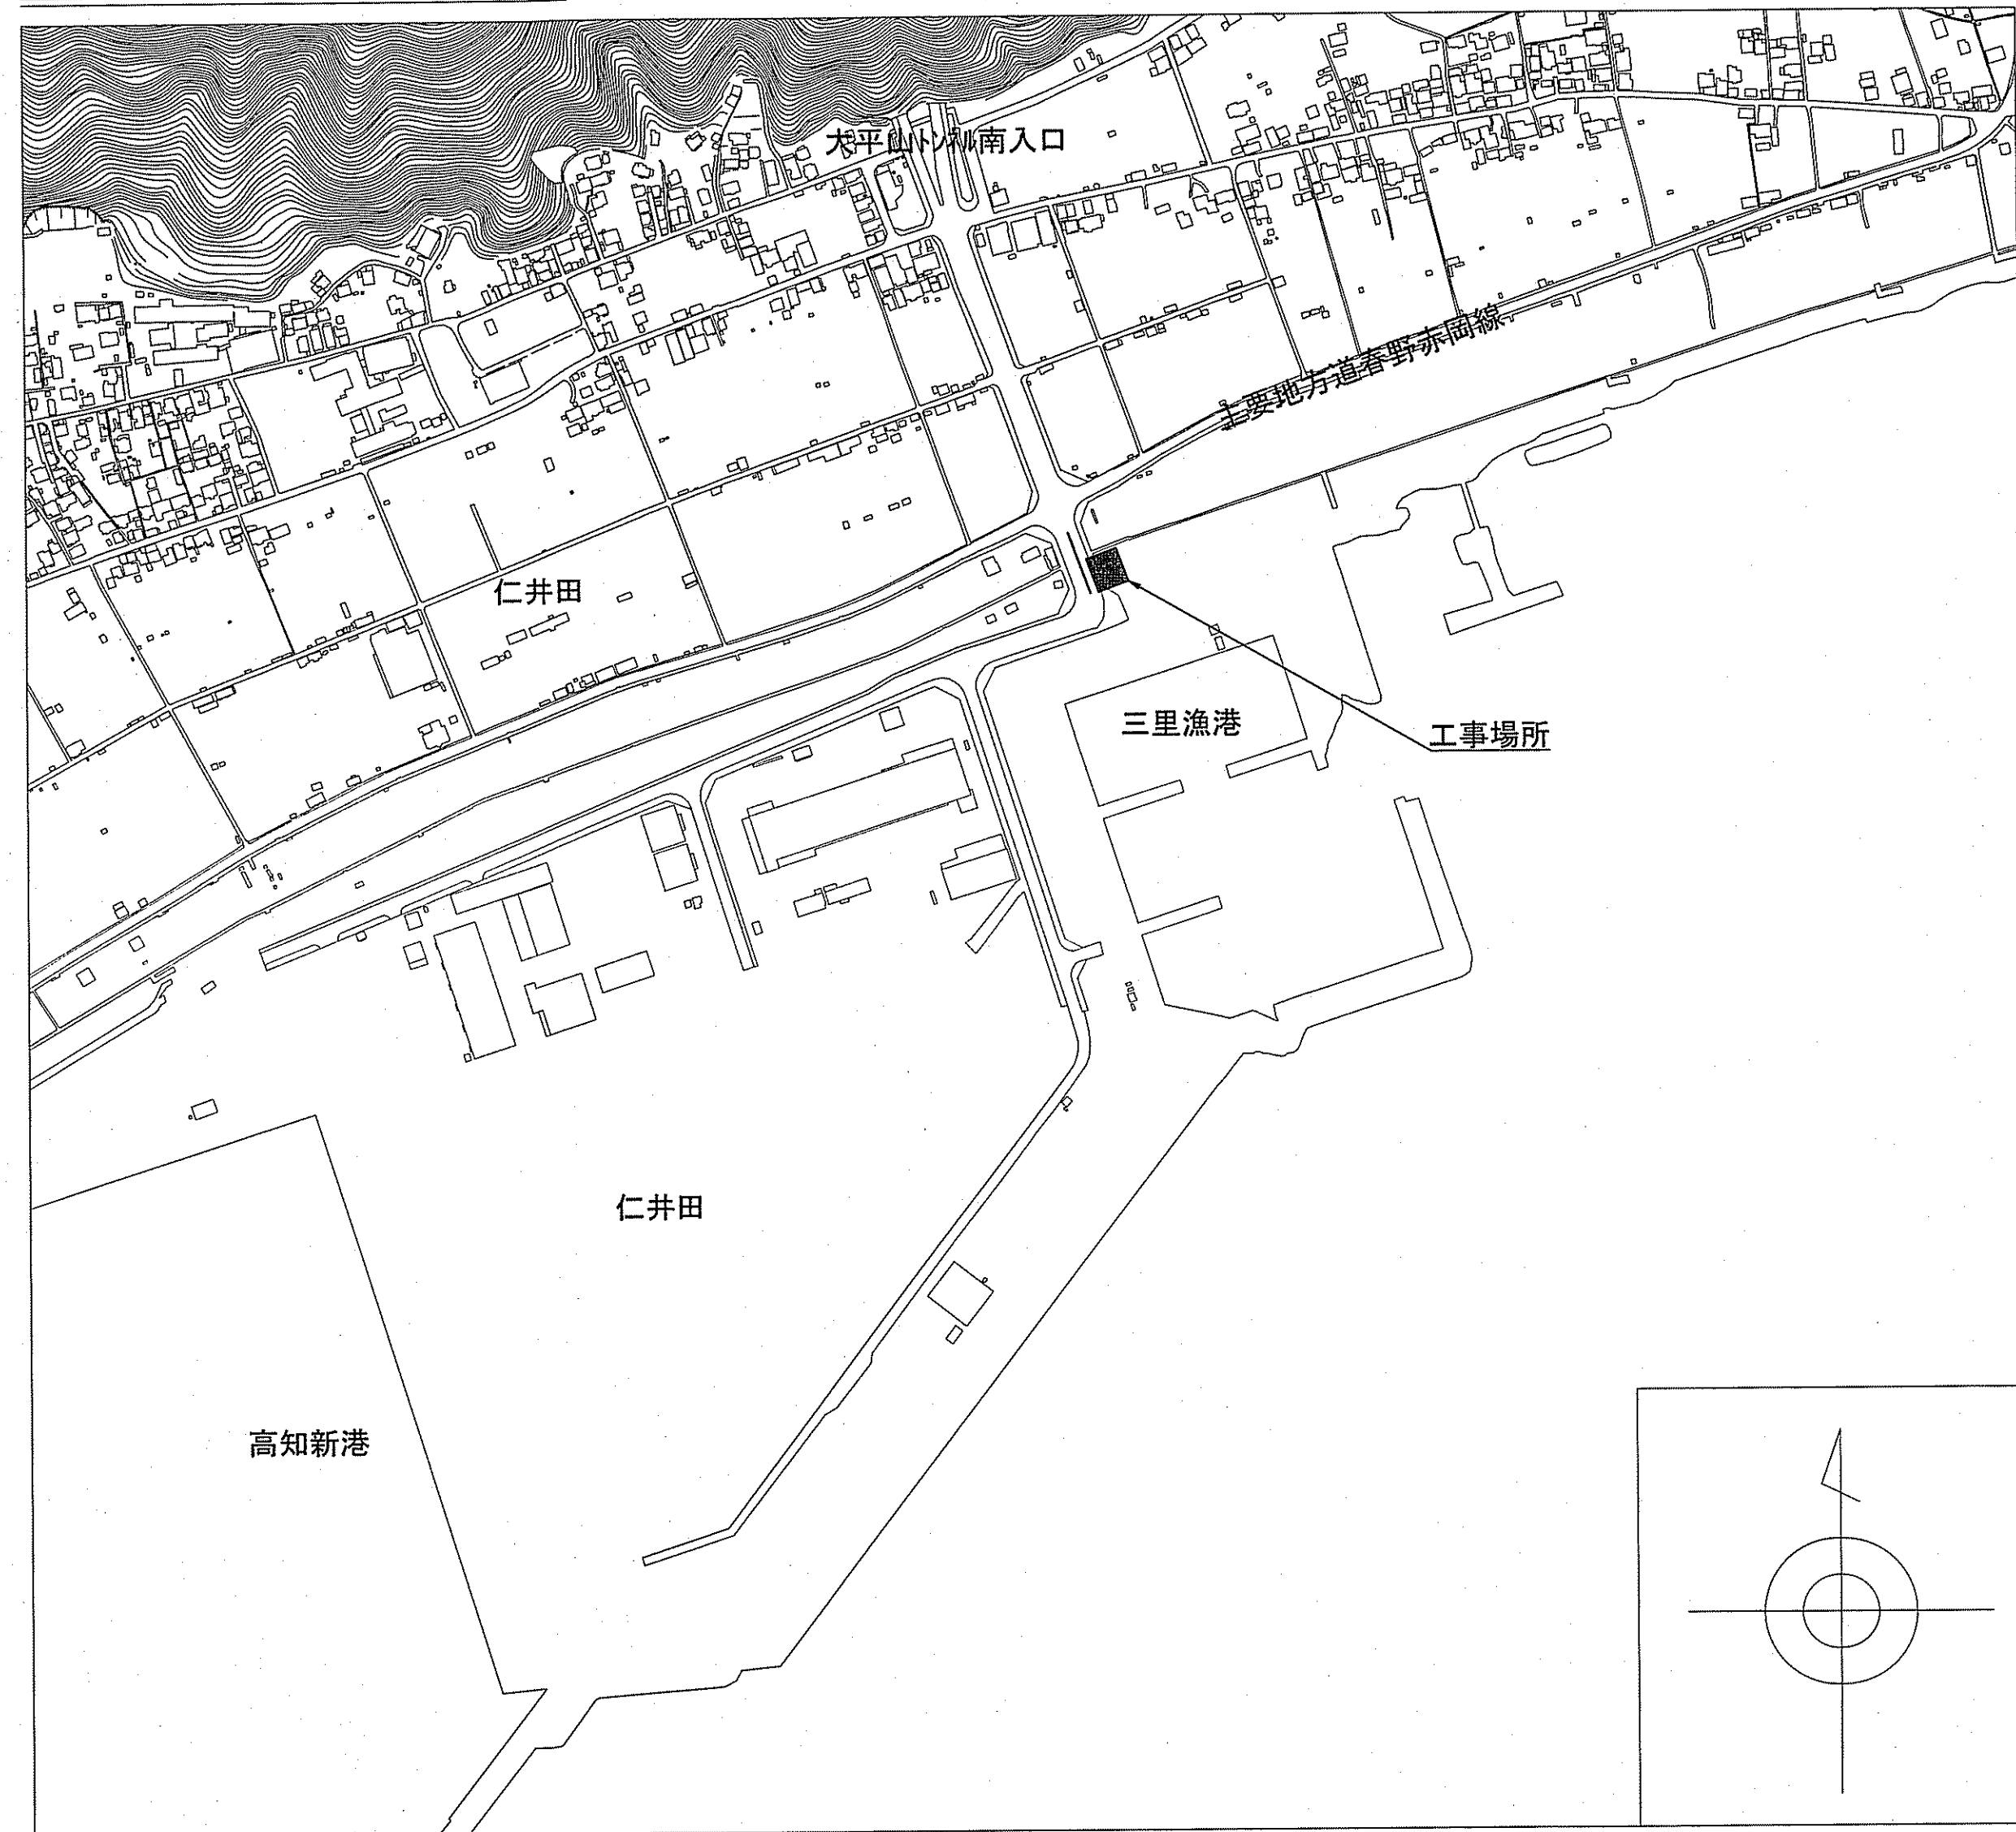 大平山ﾄﾝﾈﾙ南入口
主要地方道春野赤岡線
仁井田
三里漁港
工事場所
仁井田
高知新港